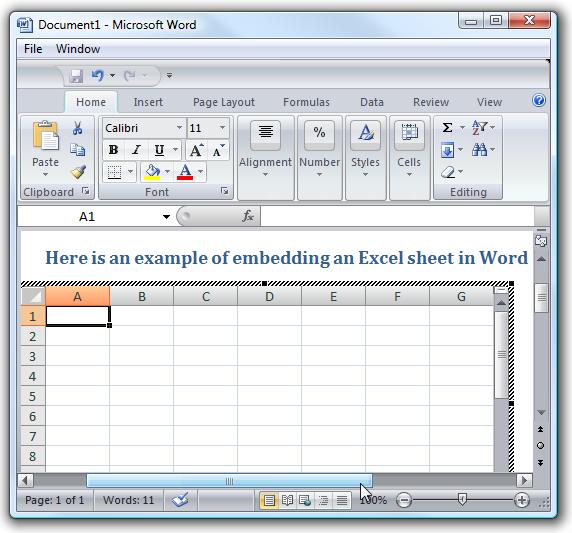 Document1 - Microsoft Word
File Window
Home Insert Page Layout Formulas Data Review View
Paste
Clipboard
Calibri 11
B I U A A
A
Font
Alignment
%
Number
A
Styles
Cells
Σ A Z
Editing
A1 fx
Here is an example of embedding an Excel sheet in Word
A B C D E F G
1
2
3
4
5
6
7
8
Page: 1 of 1 Words: 11 100%